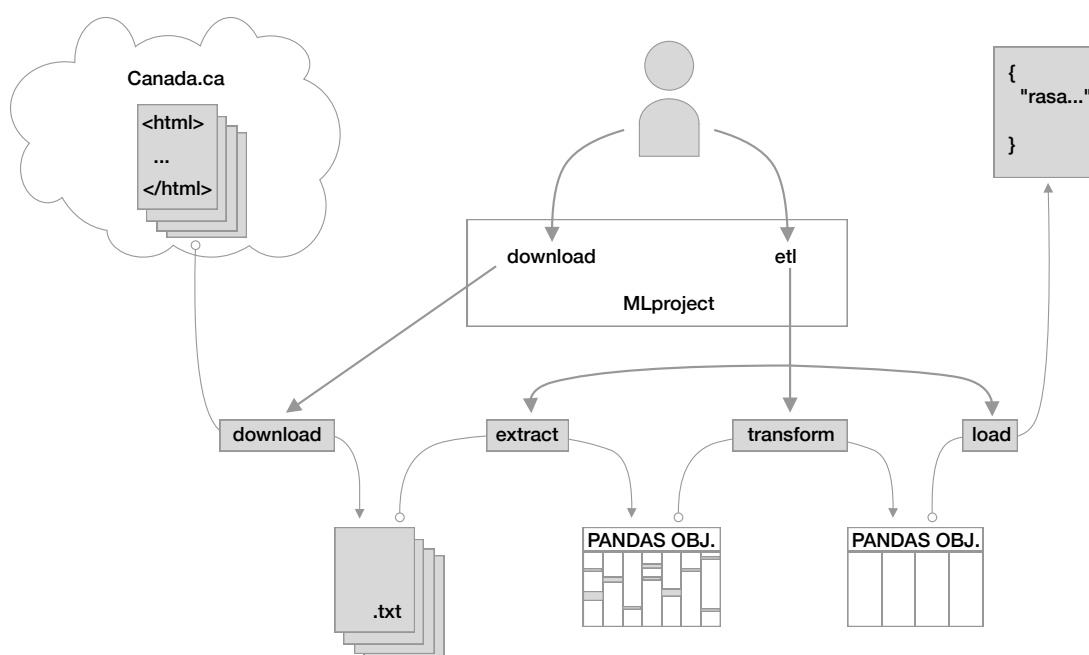 Canada.ca
<html>
...
</html>
{
"rasa..."
}
download
etl
MLproject
download
extract
transform
load
.txt
PANDAS OBJ.
PANDAS OBJ.